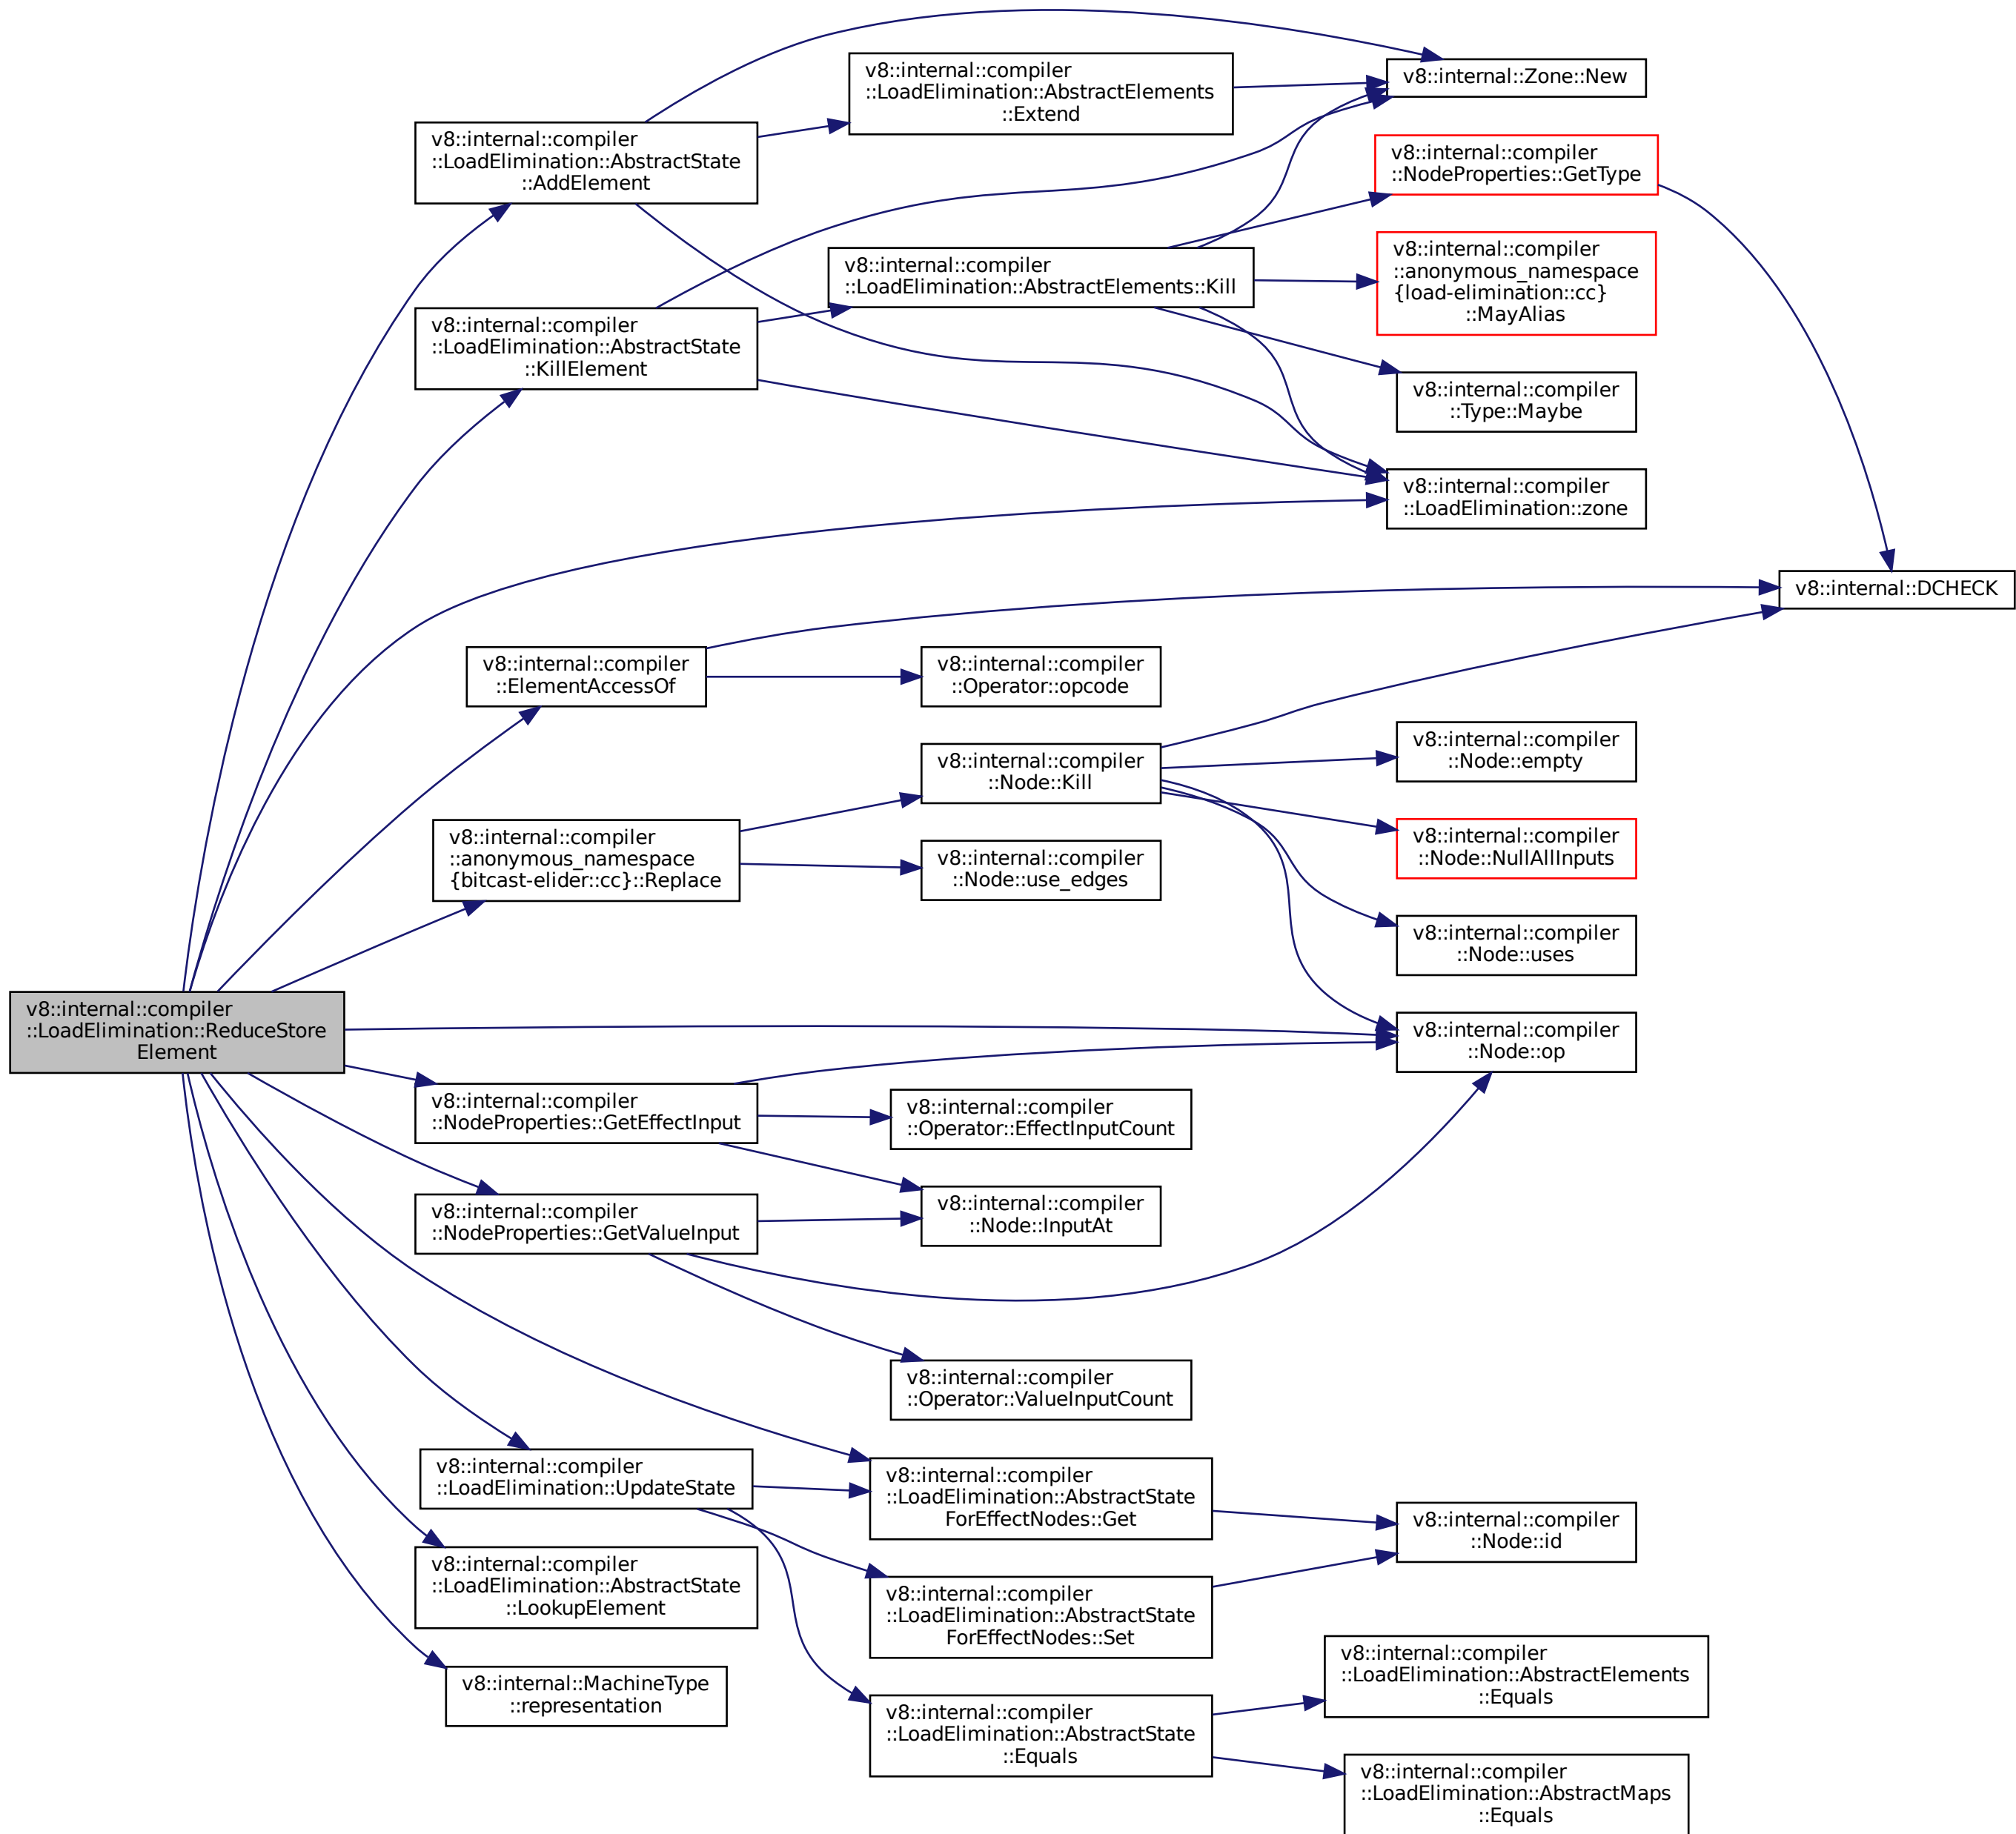 v8::internal::compiler
::LoadElimination::ReduceStore
Element
v8::internal::compiler
::LoadElimination::AbstractState
::AddElement
v8::internal::compiler
::LoadElimination::AbstractElements
::Extend
v8::internal::Zone::New
v8::internal::compiler
::NodeProperties::GetType
v8::internal::compiler
::LoadElimination::AbstractState
::KillElement
v8::internal::compiler
::LoadElimination::AbstractElements::Kill
v8::internal::compiler
::anonymous_namespace
{load-elimination::cc}
::MayAlias
v8::internal::compiler
::Type::Maybe
v8::internal::compiler
::LoadElimination::zone
v8::internal::DCHECK
v8::internal::compiler
::ElementAccessOf
v8::internal::compiler
::Operator::opcode
v8::internal::compiler
::anonymous_namespace
{bitcast-elider::cc}::Replace
v8::internal::compiler
::Node::Kill
v8::internal::compiler
::Node::use_edges
v8::internal::compiler
::Node::empty
v8::internal::compiler
::Node::NullAllInputs
v8::internal::compiler
::Node::uses
v8::internal::compiler
::Node::op
v8::internal::compiler
::NodeProperties::GetEffectInput
v8::internal::compiler
::Operator::EffectInputCount
v8::internal::compiler
::Node::InputAt
v8::internal::compiler
::NodeProperties::GetValueInput
v8::internal::compiler
::Operator::ValueInputCount
v8::internal::compiler
::LoadElimination::UpdateState
v8::internal::compiler
::LoadElimination::AbstractState
ForEffectNodes::Get
v8::internal::compiler
::Node::id
v8::internal::compiler
::LoadElimination::AbstractState
ForEffectNodes::Set
v8::internal::compiler
::LoadElimination::AbstractState
::LookupElement
v8::internal::MachineType
::representation
v8::internal::compiler
::LoadElimination::AbstractState
::Equals
v8::internal::compiler
::LoadElimination::AbstractElements
::Equals
v8::internal::compiler
::LoadElimination::AbstractMaps
::Equals